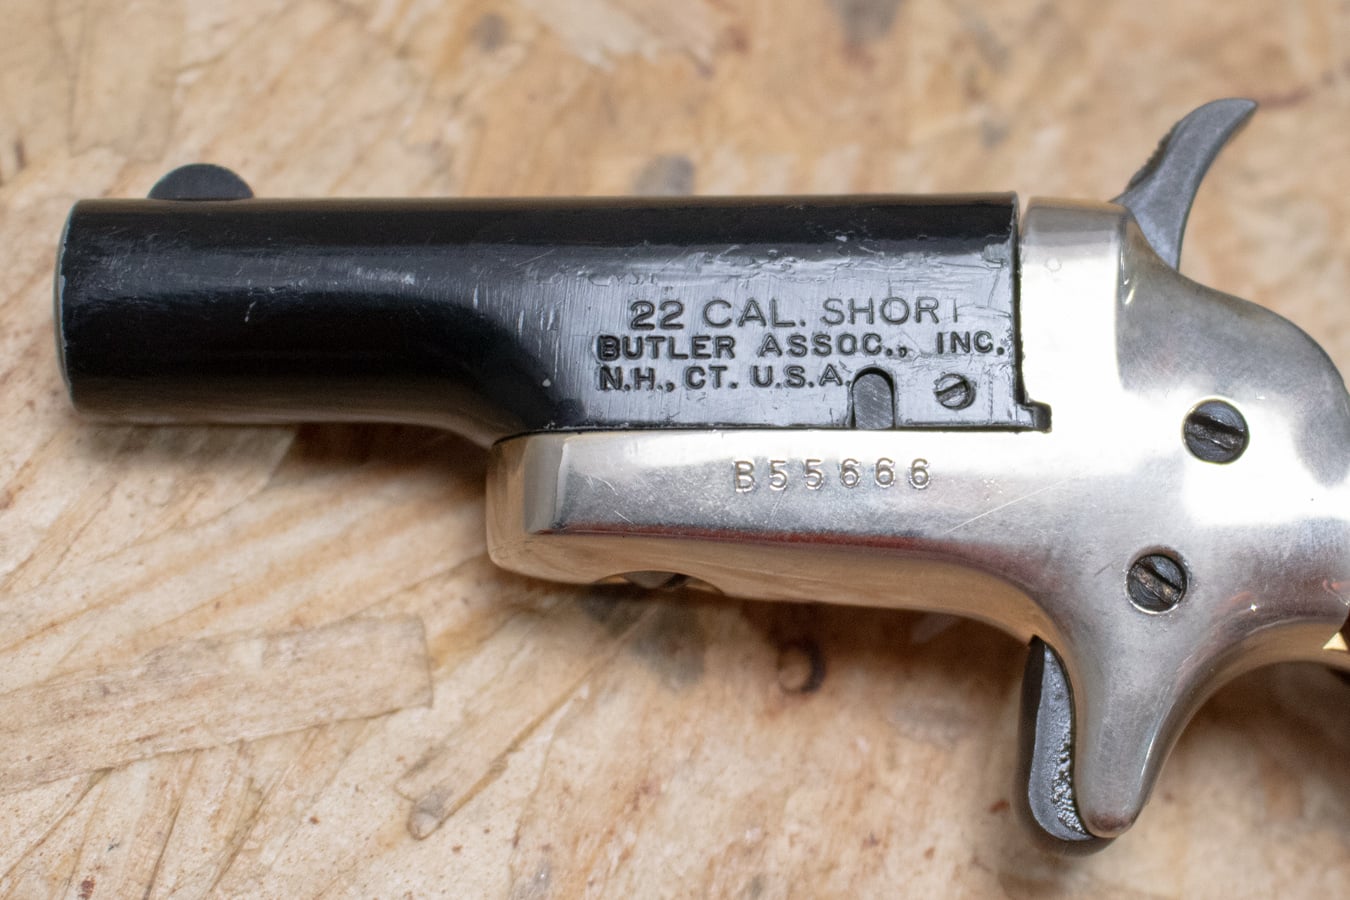 22 CAL. SHORT
BUTLER ASSOC., INC.
N.H., CT. U.S.A.
B55666